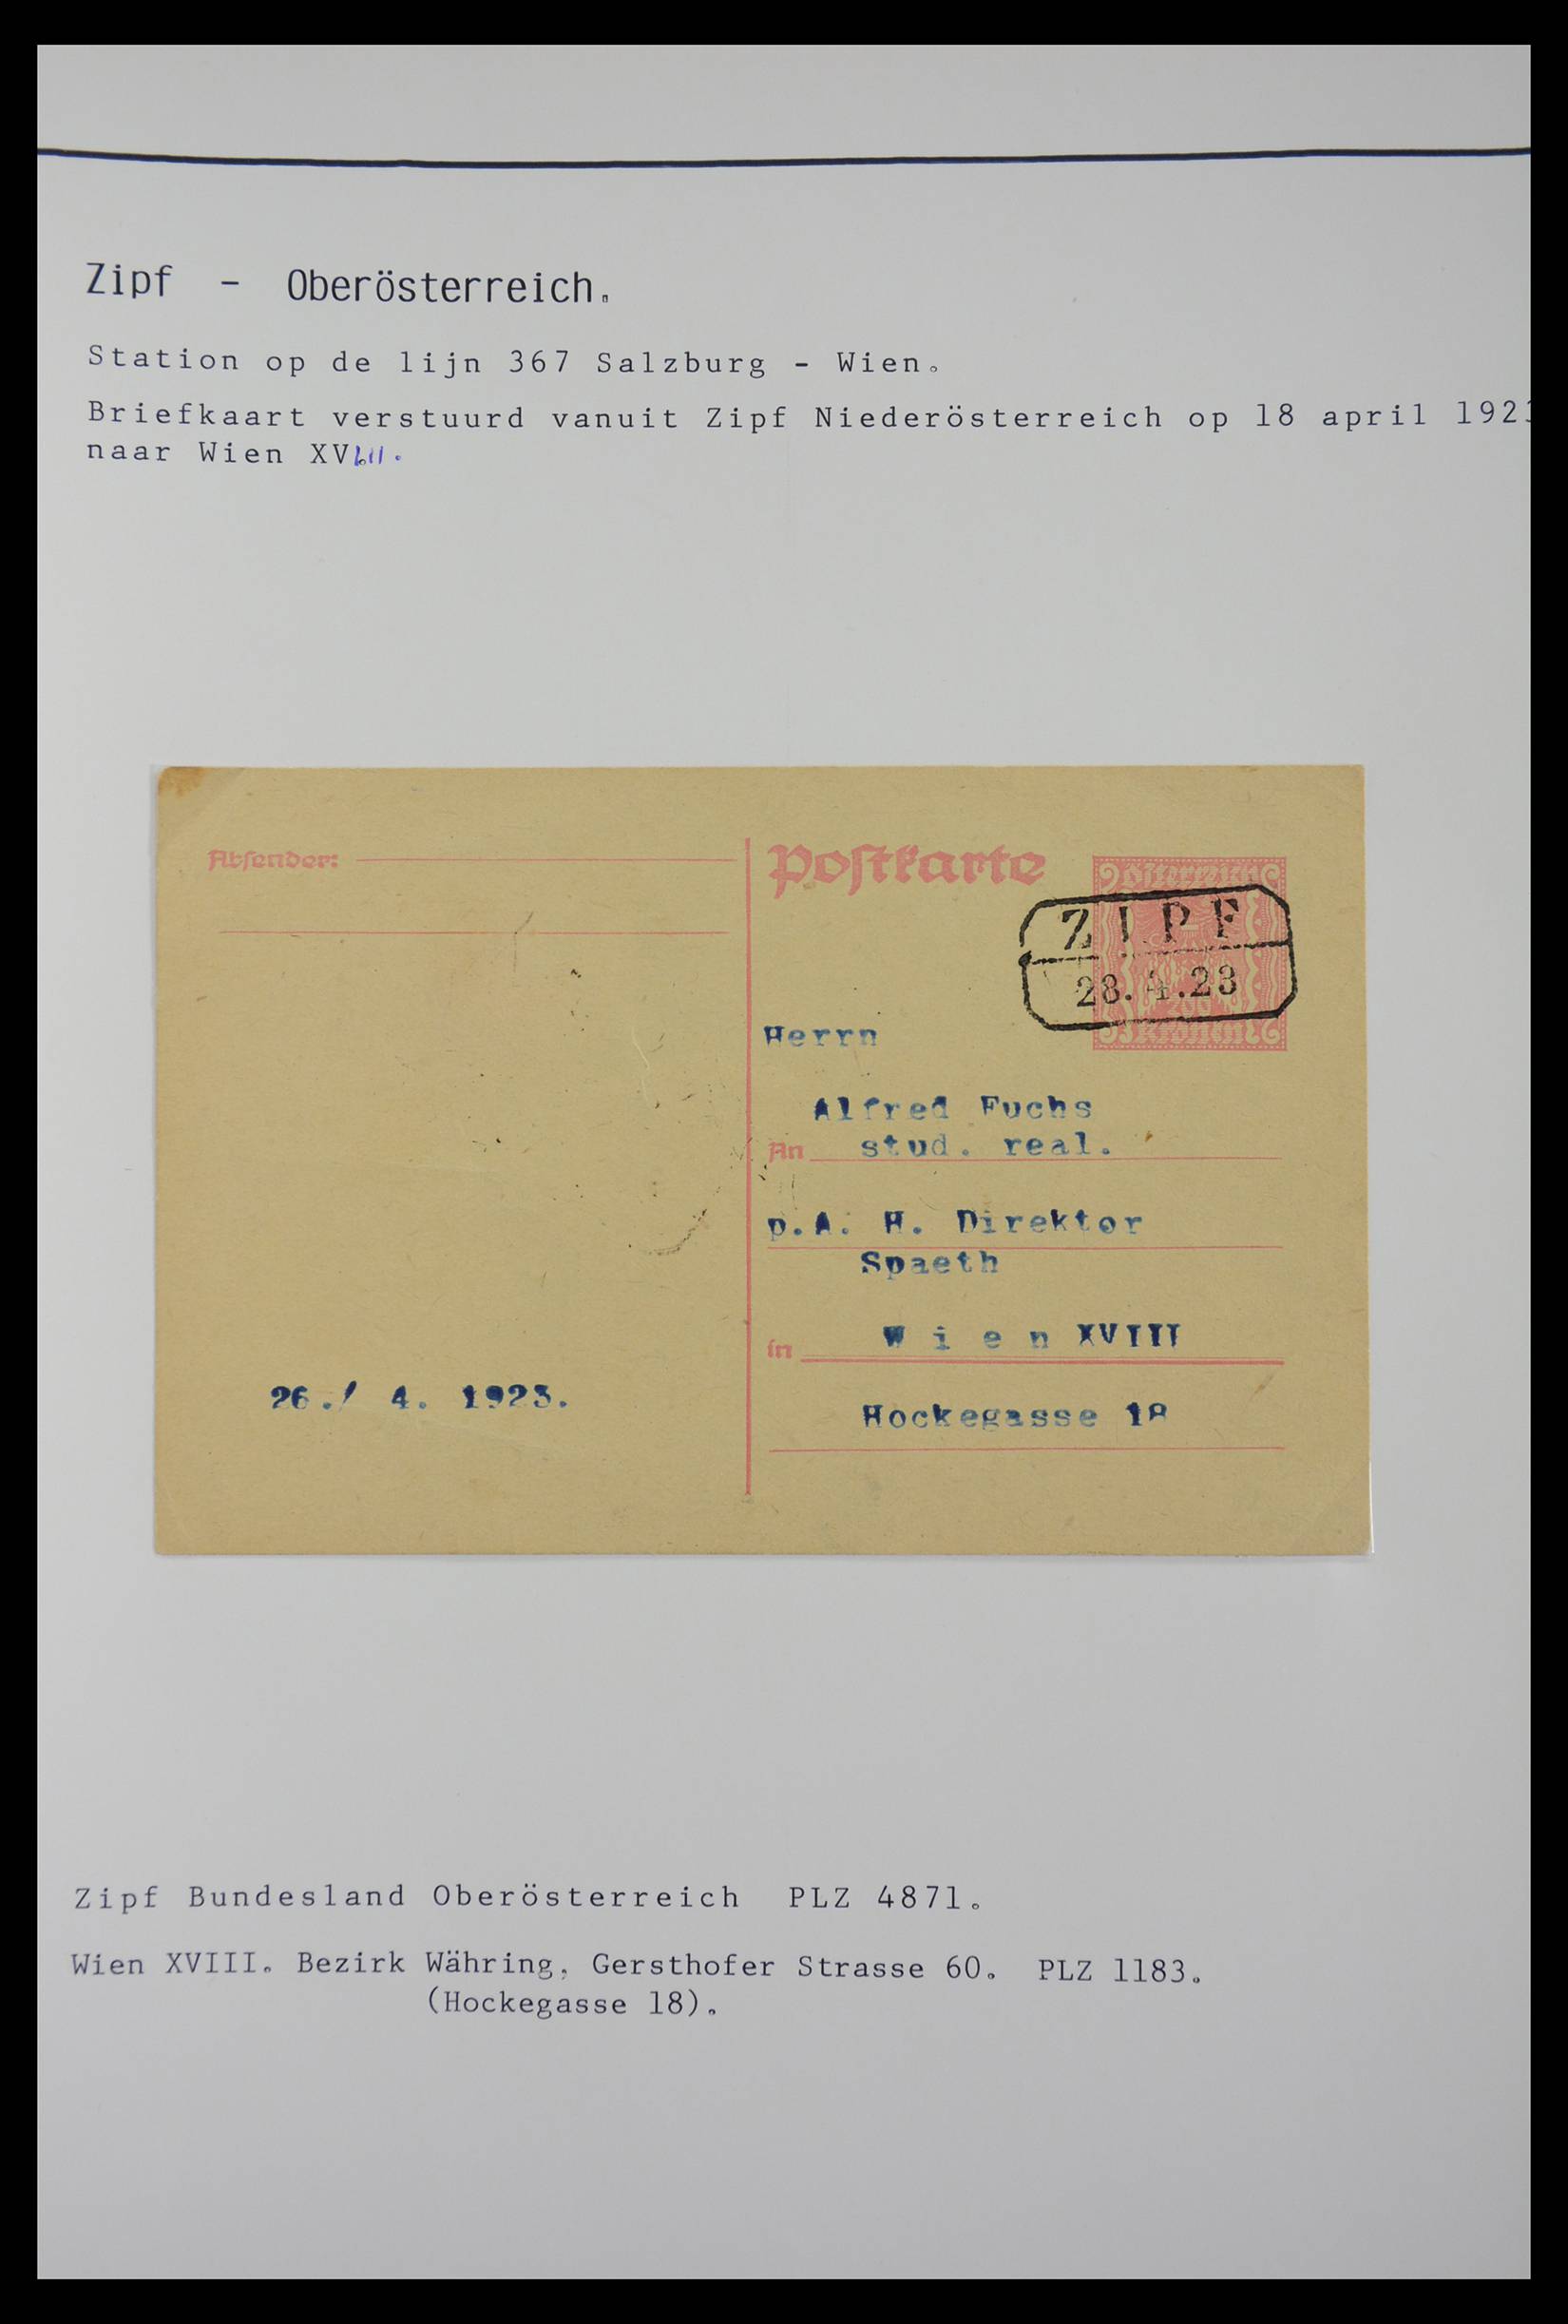 Zipf - Oberösterreich.
Station op de lijn 367 Salzburg - Wien.
Briefkaart verstuurd vanuit Zipf Niederösterreich op 18 april 1923
naar Wien XVIII.
Absender:
Postkarte
Österreich
Kronen
ZIPF
28.4.23
Herrn
Alfred Fuchs
An stud. real.
p.A. H. Direktor
Spaeth
in Wien XVIII
26./ 4. 1923.
Hockegasse 18
Zipf Bundesland Oberösterreich PLZ 4871.
Wien XVIII. Bezirk Währing, Gersthofer Strasse 60. PLZ 1183.
(Hockegasse 18).